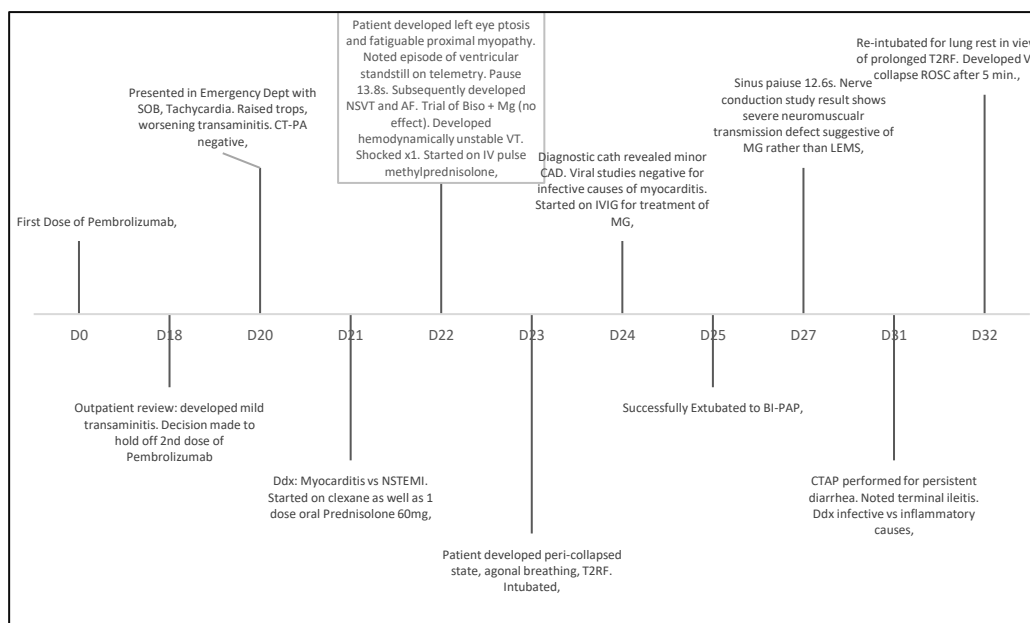 Patient developed left eye ptosis
and fatiguable proximal myopathy.
Noted episode of ventricular
standstill on telemetry. Pause
13.8s. Subsequently developed
NSVT and AF. Trial of Biso + Mg (no
effect). Developed
hemodynamically unstable VT.
Shocked x1. Started on IV pulse
methylprednisolone,
Re-intubated for lung rest in view
of prolonged T2RF. Developed V
collapse ROSC after 5 min.,
Sinus paiuse 12.6s. Nerve
conduction study result shows
severe neuromusculalr
transmission defect suggestive of
MG rather than LEMS,
Presented in Emergency Dept with
SOB, Tachycardia. Raised trops,
worsening transaminitis. CT-PA
negative,
Diagnostic cath revealed minor
CAD. Viral studies negative for
infective causes of myocarditis.
Started on IVIG for treatment of
MG,
First Dose of Pembrolizumab,
D0 D18 D20 D21 D22 D23 D24 D25 D27 D31 D32
Outpatient review: developed mild
transaminitis. Decision made to
hold off 2nd dose of
Pembrolizumab
Successfully Extubated to BI-PAP,
Ddx: Myocarditis vs NSTEMI.
Started on clexane as well as 1
dose oral Prednisolone 60mg,
CTAP performed for persistent
diarrhea. Noted terminal ileitis.
Ddx infective vs inflammatory
causes,
Patient developed peri-collapsed
state, agonal breathing, T2RF.
Intubated,